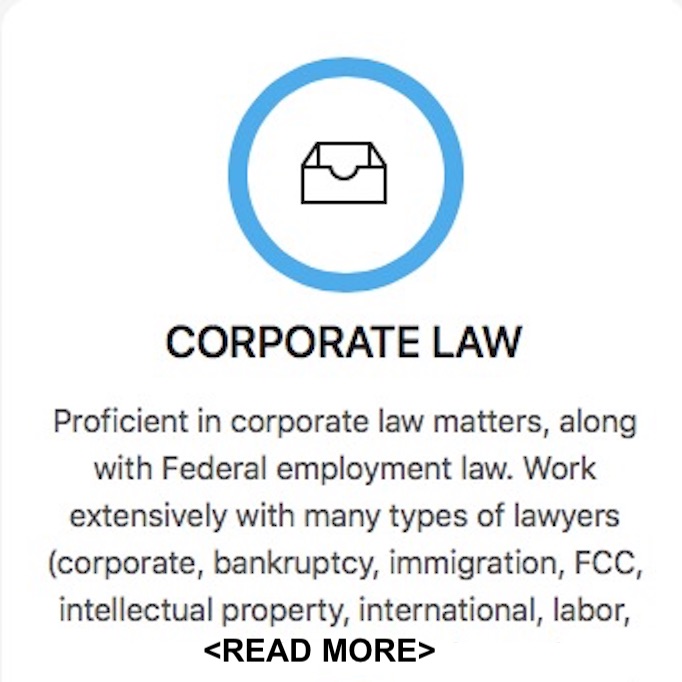 CORPORATE LAW
Proficient in corporate law matters, along
with Federal employment law. Work
extensively with many types of lawyers
(corporate, bankruptcy, immigration, FCC,
intellectual property, international, labor,
<READ MORE>